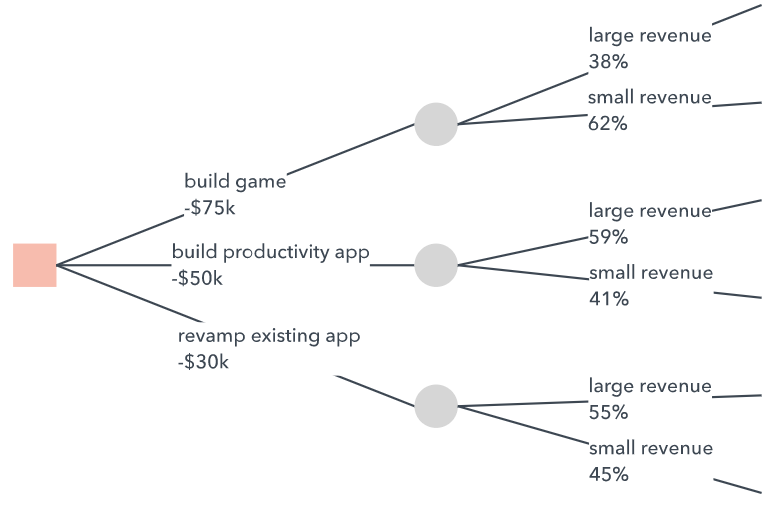 large revenue
38%
small revenue
62%
build game
-$75k
large revenue
59%
build productivity app
-$50k
small revenue
41%
revamp existing app
-$30k
large revenue
55%
small revenue
45%